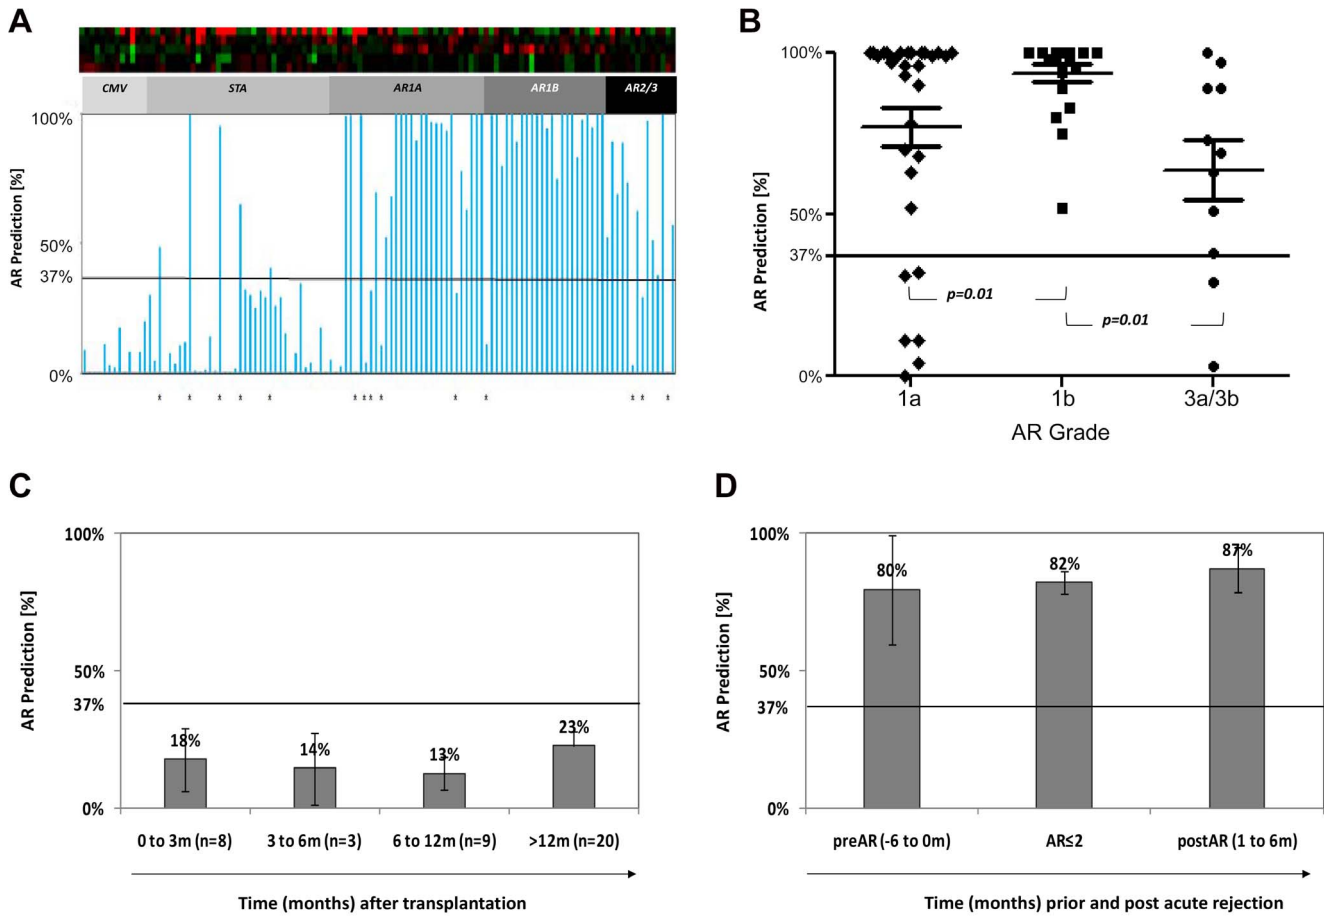 A
CMV STA AR1A AR1B AR2/3
100%
50%
37%
0%
AR Prediction [%]
* * * * * * * * * * * * * * *
B
100%
50%
37%
0%
AR Prediction [%]
p=0.01
p=0.01
1a 1b 3a/3b
AR Grade
C
100%
50%
37%
0%
AR Prediction [%]
18% 14% 13% 23%
0 to 3m (n=8) 3 to 6m (n=3) 6 to 12m (n=9) >12m (n=20)
Time (months) after transplantation
D
100%
50%
37%
0%
AR Prediction [%]
80% 82% 87%
preAR (-6 to 0m) AR≤2 postAR (1 to 6m)
Time (months) prior and post acute rejection